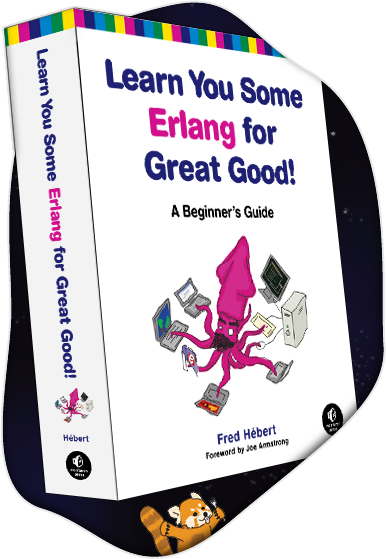 Learn You Some
Erlang for
Great Good!
A Beginner's Guide
Fred Hébert
Foreword by Joe Armstrong
Learn You Some Erlang for Great Good!
Hébert